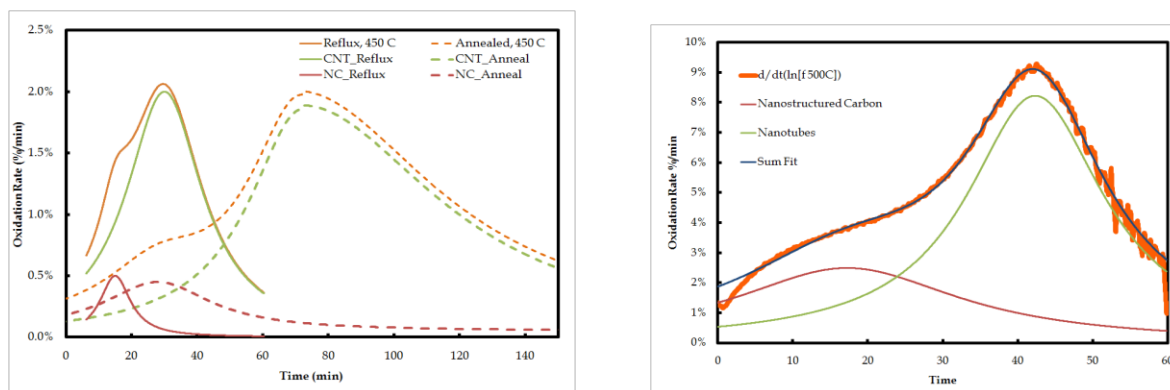 2.5%
2.0%
1.5%
1.0%
0.5%
0.0%
Oxidation Rate (%/min)
Reflux, 450 C
Annealed, 450 C
CNT_Reflux
CNT_Anneal
NC_Reflux
NC_Anneal
0 20 40 60 80 100 120 140
Time (min)
10%
9%
8%
7%
6%
5%
4%
3%
2%
1%
0%
Oxidation Rate %/min
d/dt(ln[f 500C])
Nanostructured Carbon
Nanotubes
Sum Fit
0 10 20 30 40 50 60
Time